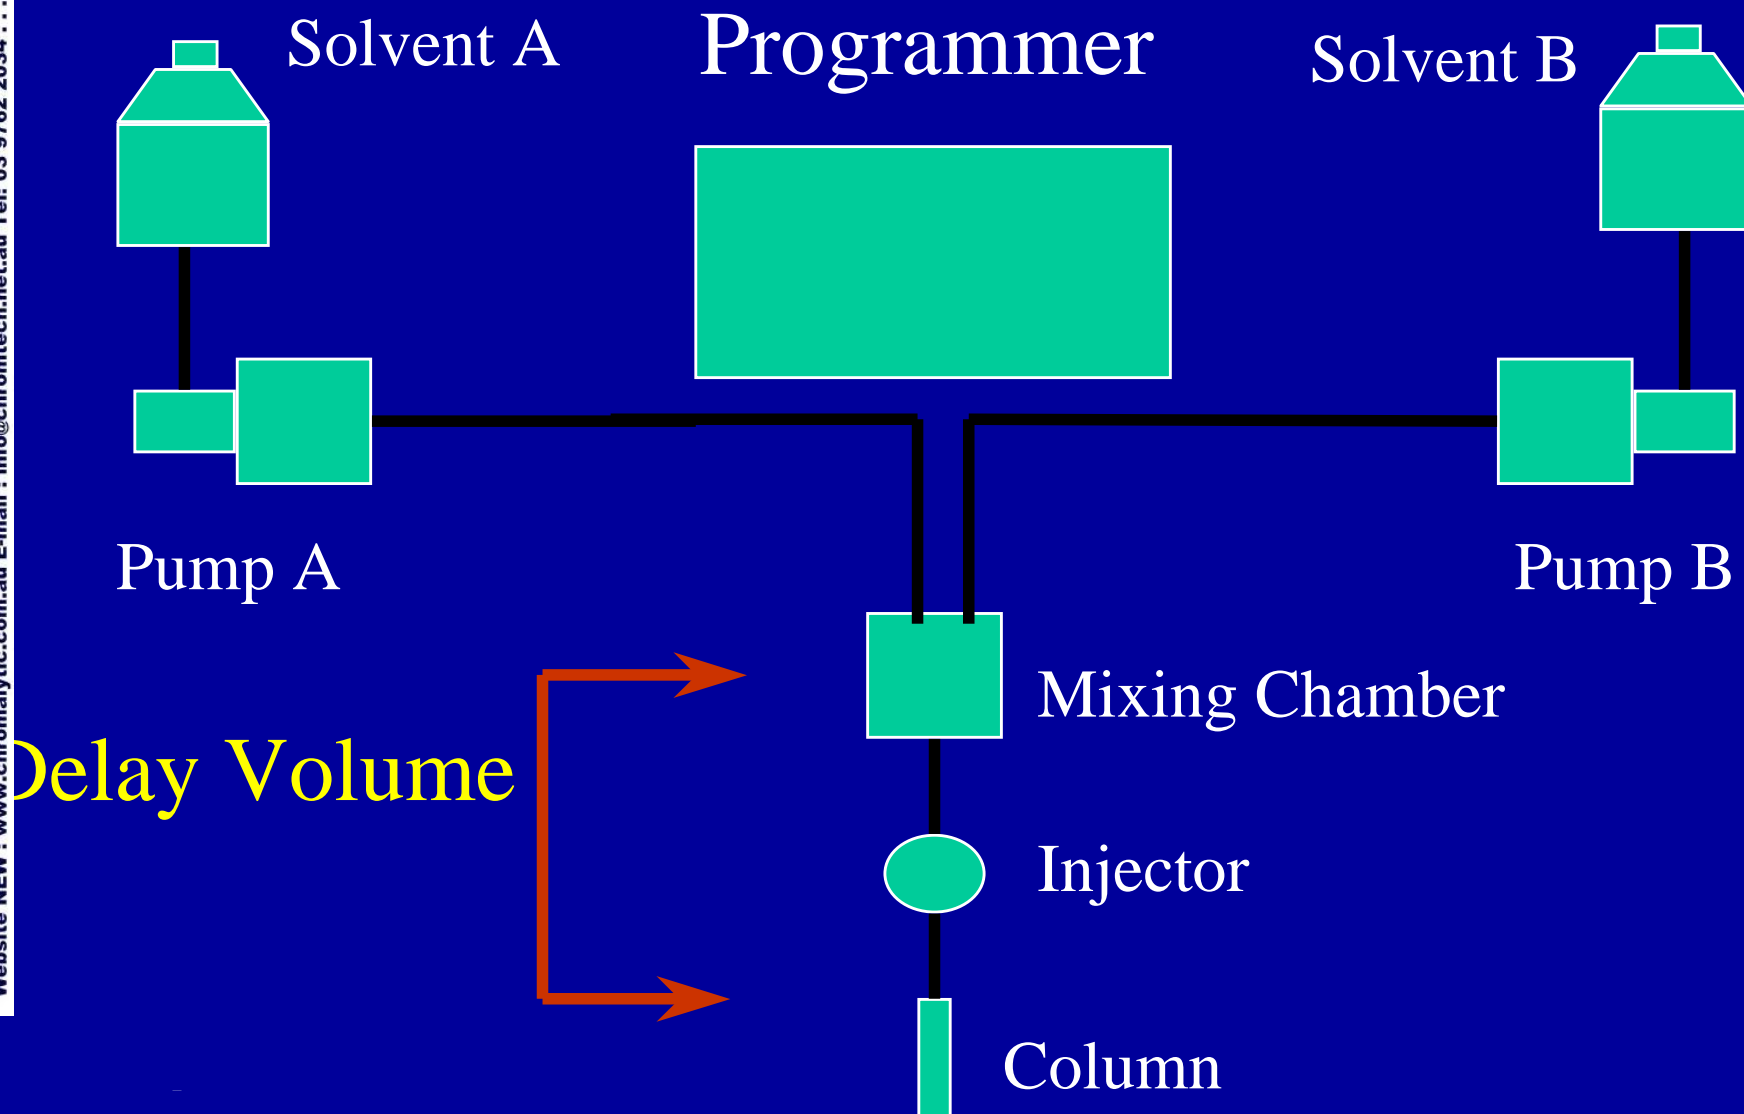 Solvent A
Programmer
Solvent B
Pump A
Pump B
Mixing Chamber
Delay Volume
Injector
Column